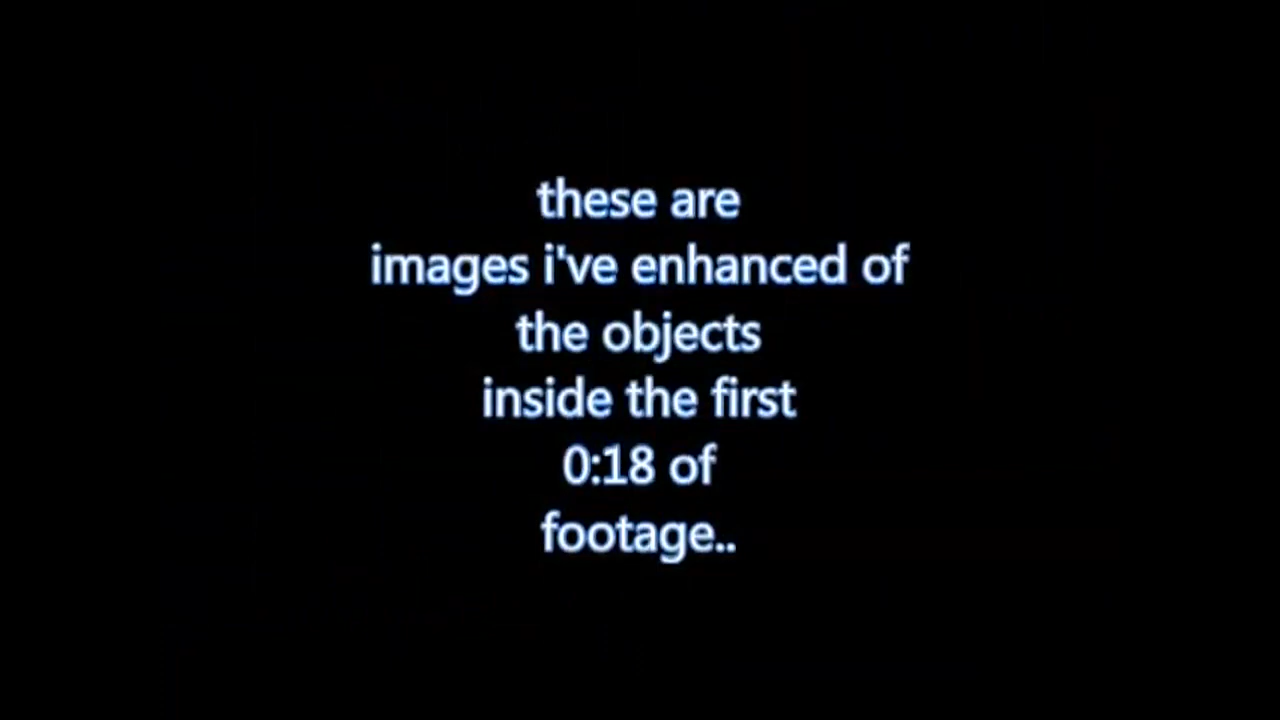 these are
images i've enhanced of
the objects
inside the first
0:18 of
footage..